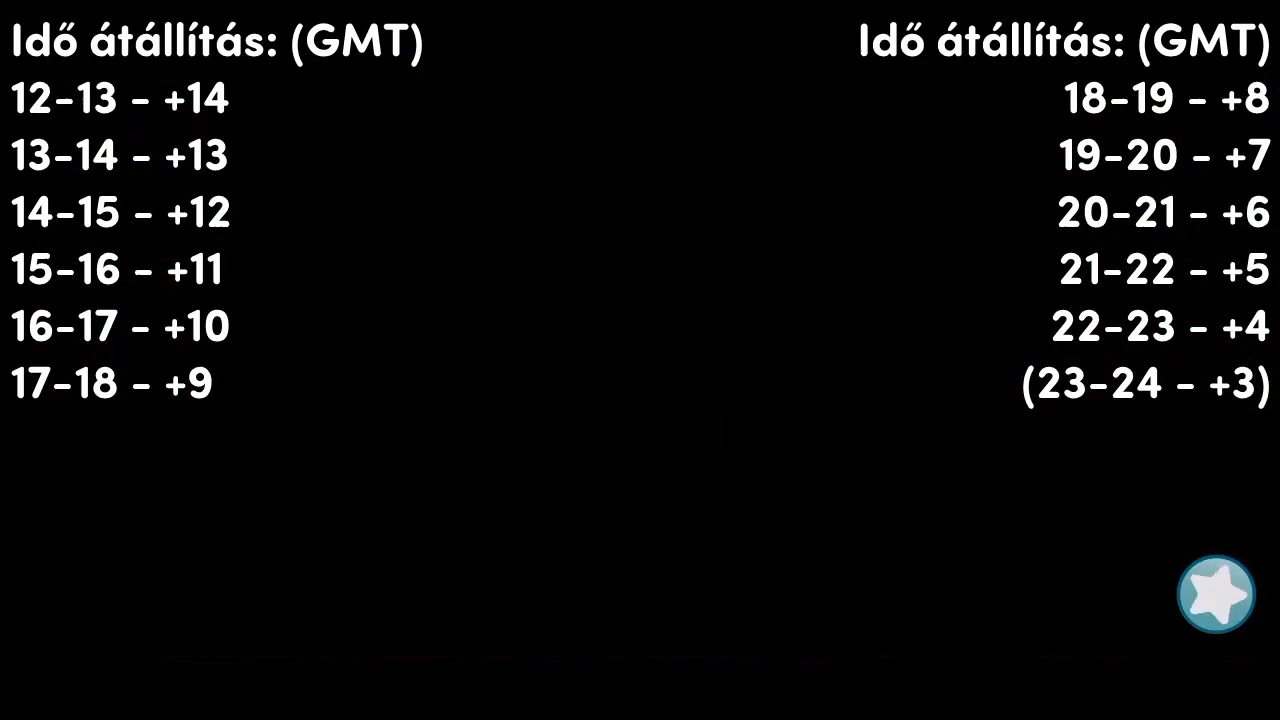 Idő átállítás: (GMT)
12-13 - +14
13-14 - +13
14-15 - +12
15-16 - +11
16-17 - +10
17-18 - +9
Idő átállítás: (GMT)
18-19 - +8
19-20 - +7
20-21 - +6
21-22 - +5
22-23 - +4
(23-24 - +3)